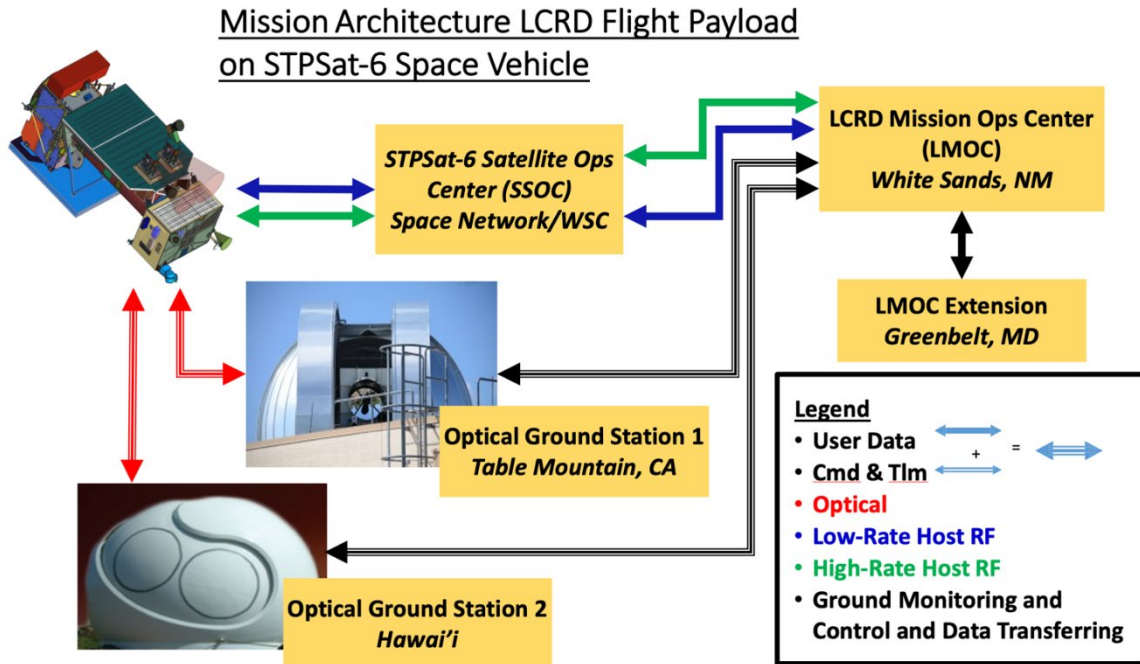 Mission Architecture LCRD Flight Payload
on STPSat-6 Space Vehicle
STPSat-6 Satellite Ops
Center (SSOC)
Space Network/WSC
LCRD Mission Ops Center
(LMOC)
White Sands, NM
LMOC Extension
Greenbelt, MD
Optical Ground Station 1
Table Mountain, CA
Optical Ground Station 2
Hawai’i
Legend
• User Data
+ =
• Cmd & Tlm
• Optical
• Low-Rate Host RF
• High-Rate Host RF
• Ground Monitoring and
Control and Data Transferring